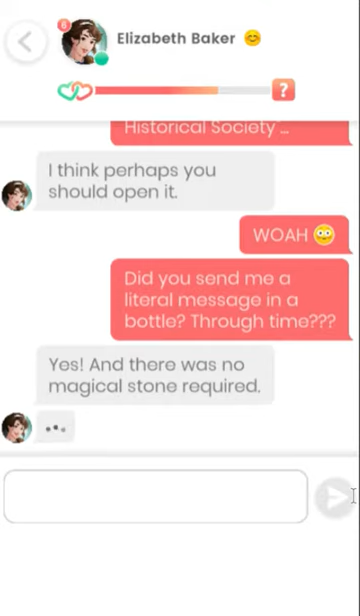 6
Elizabeth Baker 😊
?
Historical Society ...
I think perhaps you
should open it.
WOAH 😳
Did you send me a
literal message in a
bottle? Through time???
Yes! And there was no
magical stone required.
...